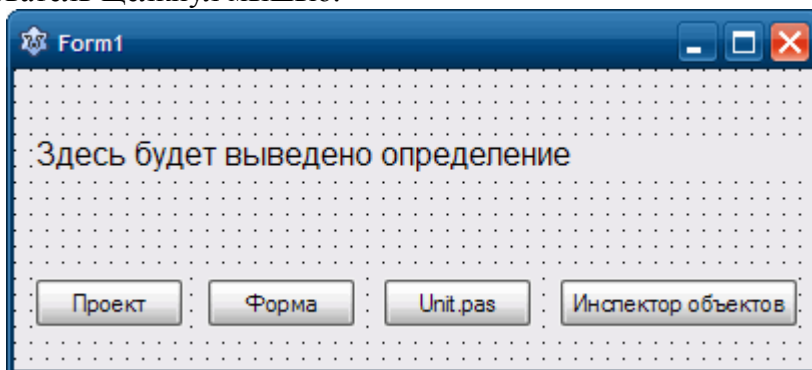 Form1
Здесь будет выведено определение
Проект Форма Unit.pas Инспектор объектов